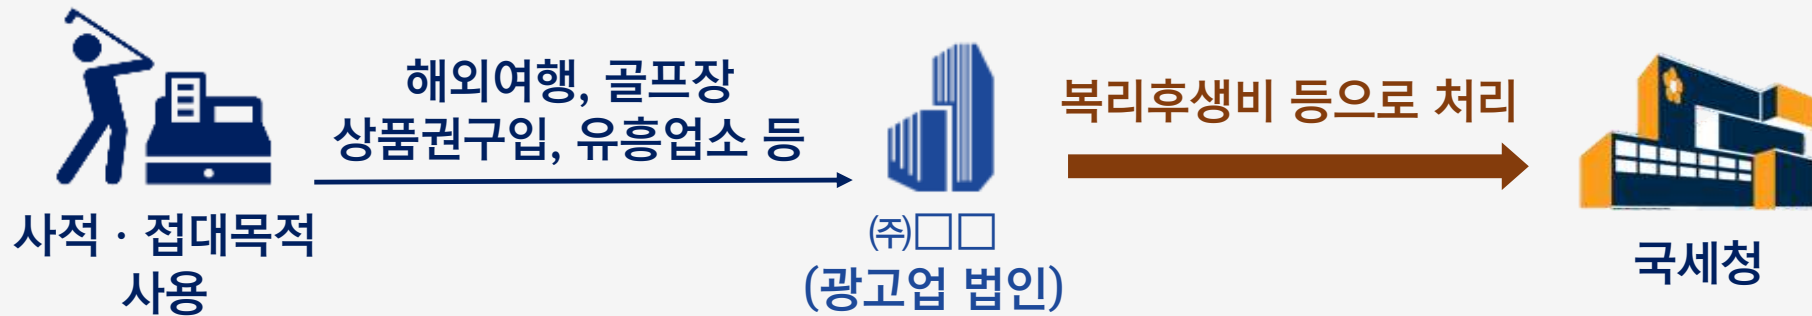 해외여행, 골프장
상품권구입, 유흥업소 등
복리후생비 등으로 처리
사적 · 접대목적
사용
㈜□□
(광고업 법인)
국세청